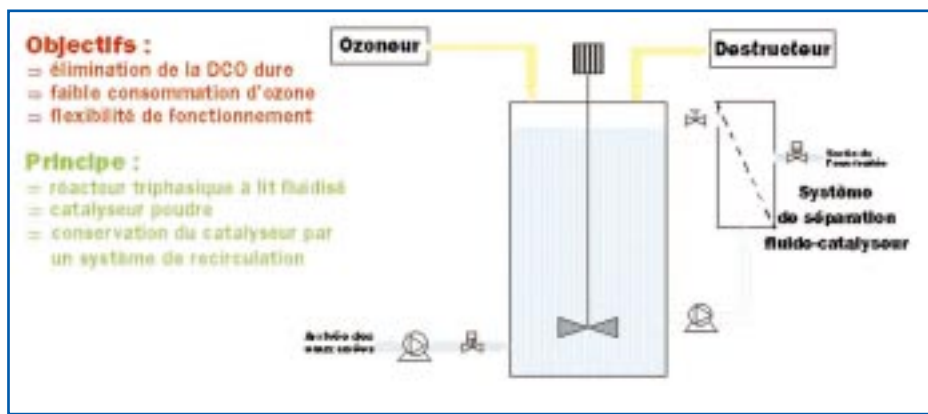 Objectifs :
= élimination de la DCO dure
= faible consommation d'ozone
= flexibilité de fonctionnement
Principe :
= réacteur triphasique à lit fluidisé
= catalyseur poudre
= conservation du catalyseur par
un système de recirculation
Ozoneur
Destructeur
Sortie de
Système
de séparation
fluide-catalyseur
Arrivée des
eaux usées